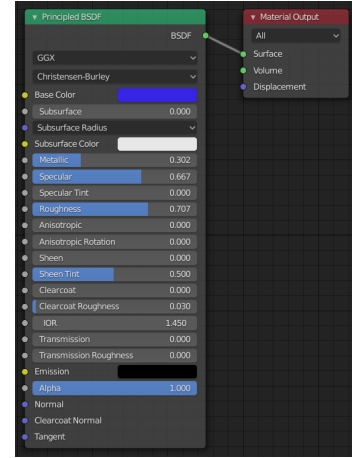 Principled BSDF
BSDF
GGX
Christensen-Burley
Base Color
Subsurface 0.000
Subsurface Radius
Subsurface Color
Metallic 0.302
Specular 0.667
Specular Tint 0.000
Roughness 0.707
Anisotropic 0.000
Anisotropic Rotation 0.000
Sheen 0.000
Sheen Tint 0.500
Clearcoat 0.000
Clearcoat Roughness 0.030
IOR 1.450
Transmission 0.000
Transmission Roughness 0.000
Emission
Alpha 1.000
Normal
Clearcoat Normal
Tangent
Material Output
All
Surface
Volume
Displacement